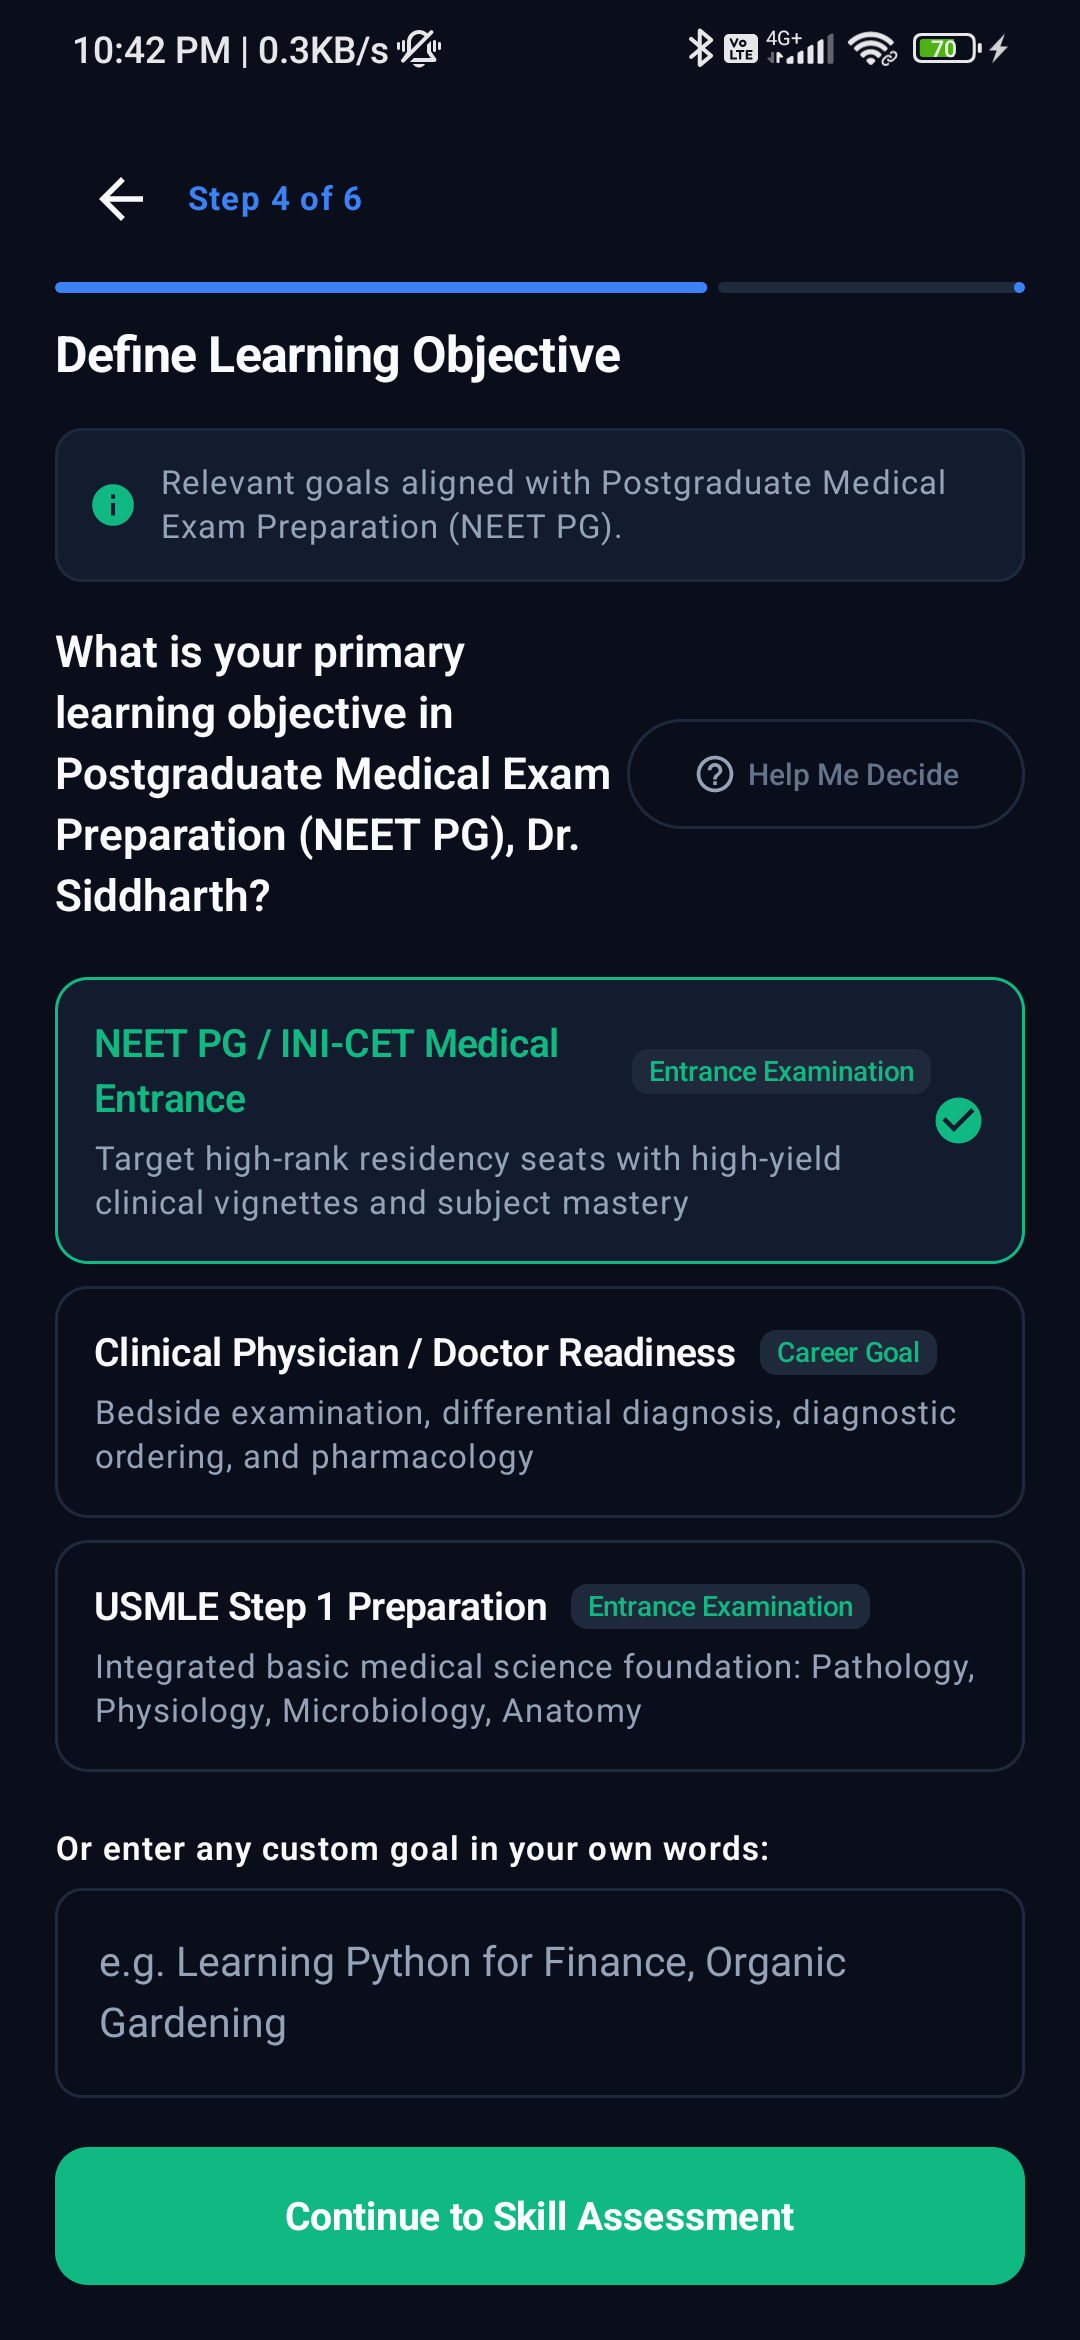 10:42 PM | 0.3KB/s Vo LTE 4G+ 70
Step 4 of 6
Define Learning Objective
Relevant goals aligned with Postgraduate Medical
Exam Preparation (NEET PG).
What is your primary
learning objective in
Postgraduate Medical Exam
Preparation (NEET PG), Dr.
Siddharth?
Help Me Decide
NEET PG / INI-CET Medical
Entrance
Entrance Examination
Target high-rank residency seats with high-yield
clinical vignettes and subject mastery
Clinical Physician / Doctor Readiness Career Goal
Bedside examination, differential diagnosis, diagnostic
ordering, and pharmacology
USMLE Step 1 Preparation Entrance Examination
Integrated basic medical science foundation: Pathology,
Physiology, Microbiology, Anatomy
Or enter any custom goal in your own words:
e.g. Learning Python for Finance, Organic
Gardening
Continue to Skill Assessment